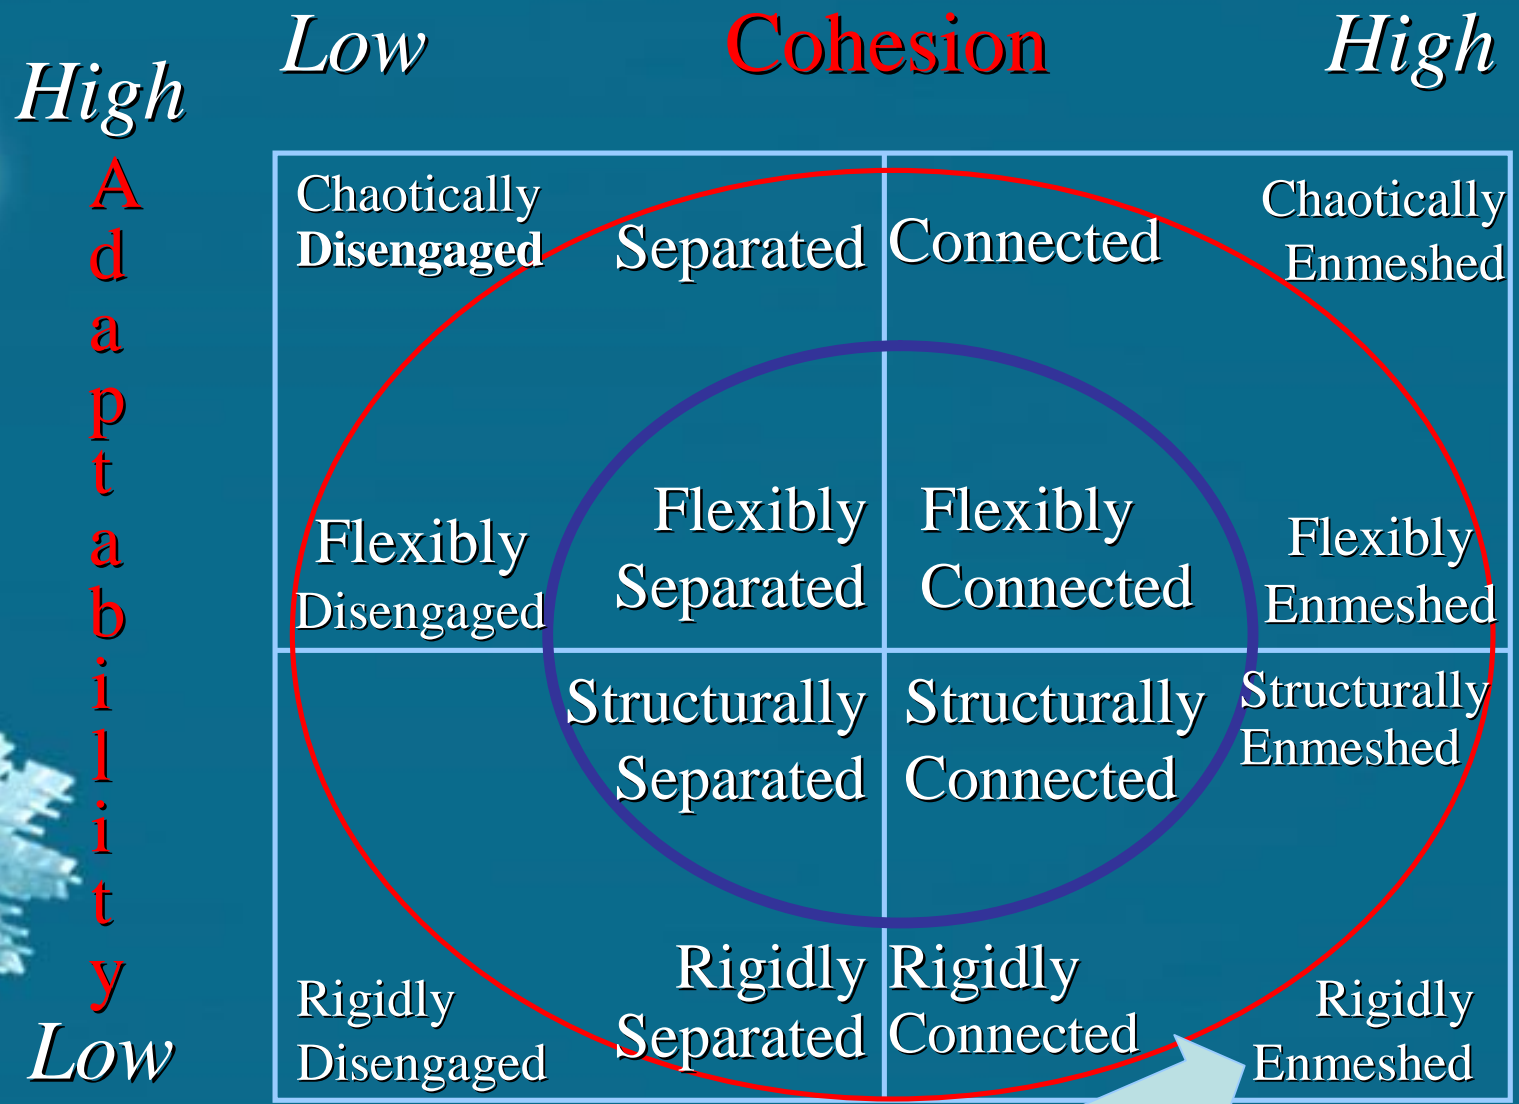 Low Cohesion High
High
Adaptability
Low
Chaotically
Disengaged
Separated
Connected
Chaotically
Enmeshed
Flexibly
Disengaged
Flexibly
Separated
Flexibly
Connected
Flexibly
Enmeshed
Structurally
Separated
Structurally
Connected
Structurally
Enmeshed
Rigidly
Disengaged
Rigidly
Separated
Rigidly
Connected
Rigidly
Enmeshed